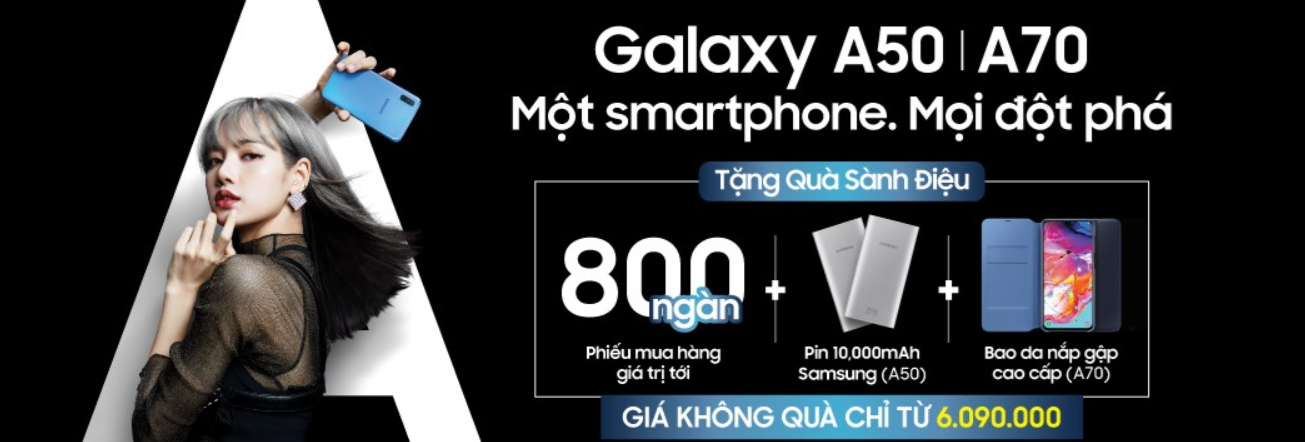 Galaxy A50 | A70
Một smartphone. Mọi đột phá
Tặng Quà Sành Điệu
800
ngàn
Phiếu mua hàng
giá trị tới
+
Pin 10,000mAh
Samsung (A50)
+
Bao da nắp gập
cao cấp (A70)
GIÁ KHÔNG QUÀ CHỈ TỪ 6.090.000